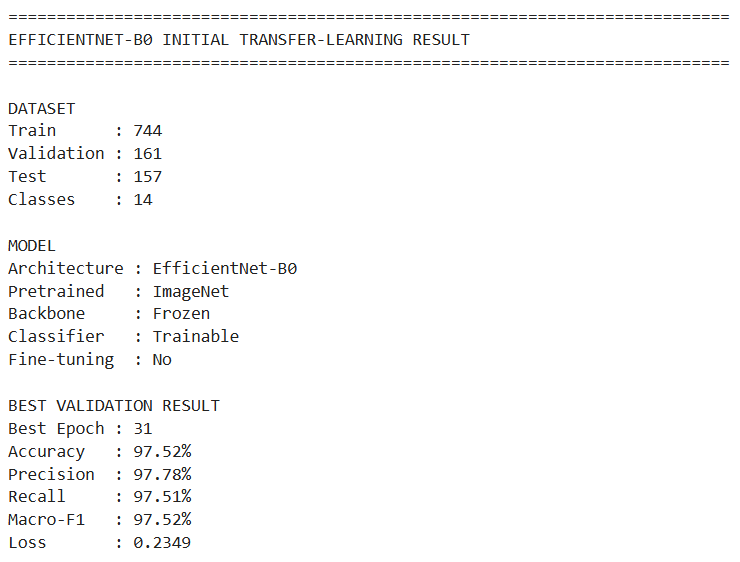 ===========================================================================
EFFICIENTNET-B0 INITIAL TRANSFER-LEARNING RESULT
===========================================================================
DATASET
Train      : 744
Validation : 161
Test       : 157
Classes    : 14
MODEL
Architecture : EfficientNet-B0
Pretrained   : ImageNet
Backbone     : Frozen
Classifier   : Trainable
Fine-tuning  : No
BEST VALIDATION RESULT
Best Epoch : 31
Accuracy   : 97.52%
Precision  : 97.78%
Recall     : 97.51%
Macro-F1   : 97.52%
Loss       : 0.2349